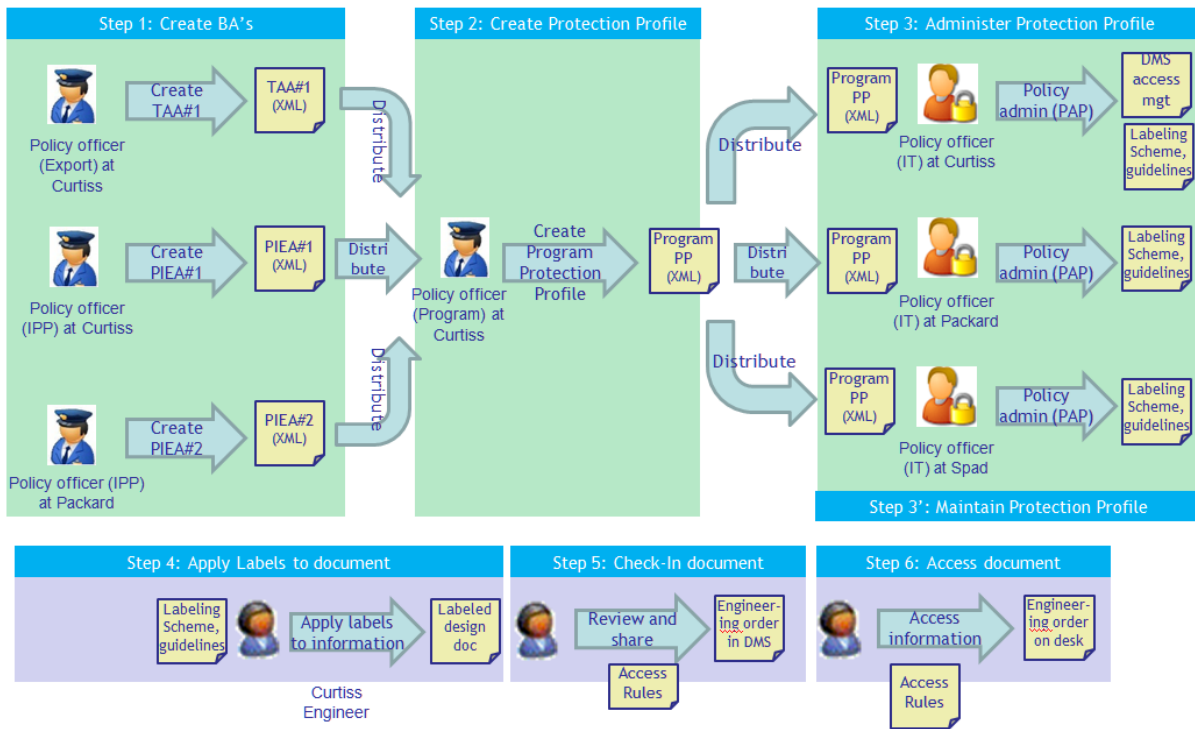 Step 1: Create BA's
Create
TAA#1
TAA#1
(XML)
Policy officer
(Export) at
Curtiss
Distribute
Create
PIEA#1
PIEA#1
(XML)
Policy officer
(IPP) at Curtiss
Distri
bute
Create
PIEA#2
PIEA#2
(XML)
Policy officer (IPP)
at Packard
Distribute
Step 2: Create Protection Profile
Policy officer
(Program) at
Curtiss
Create
Program
Protection
Profile
Program
PP
(XML)
Distribute
Distri
bute
Distribute
Step 3: Administer Protection Profile
Program
PP
(XML)
Policy officer
(IT) at Curtiss
Policy
admin (PAP)
DMS
access
mgt
Labeling
Scheme,
guidelines
Program
PP
(XML)
Policy officer
(IT) at Packard
Policy
admin (PAP)
Labeling
Scheme,
guidelines
Program
PP
(XML)
Policy officer
(IT) at Spad
Policy
admin (PAP)
Labeling
Scheme,
guidelines
Step 3': Maintain Protection Profile
Step 4: Apply Labels to document
Labeling
Scheme,
guidelines
Apply labels
to information
Labeled
design
doc
Curtiss
Engineer
Step 5: Check-In document
Review and
share
Engineer-
ing order
in DMS
Access
Rules
Step 6: Access document
Access
information
Engineer-
ing order
on desk
Access
Rules